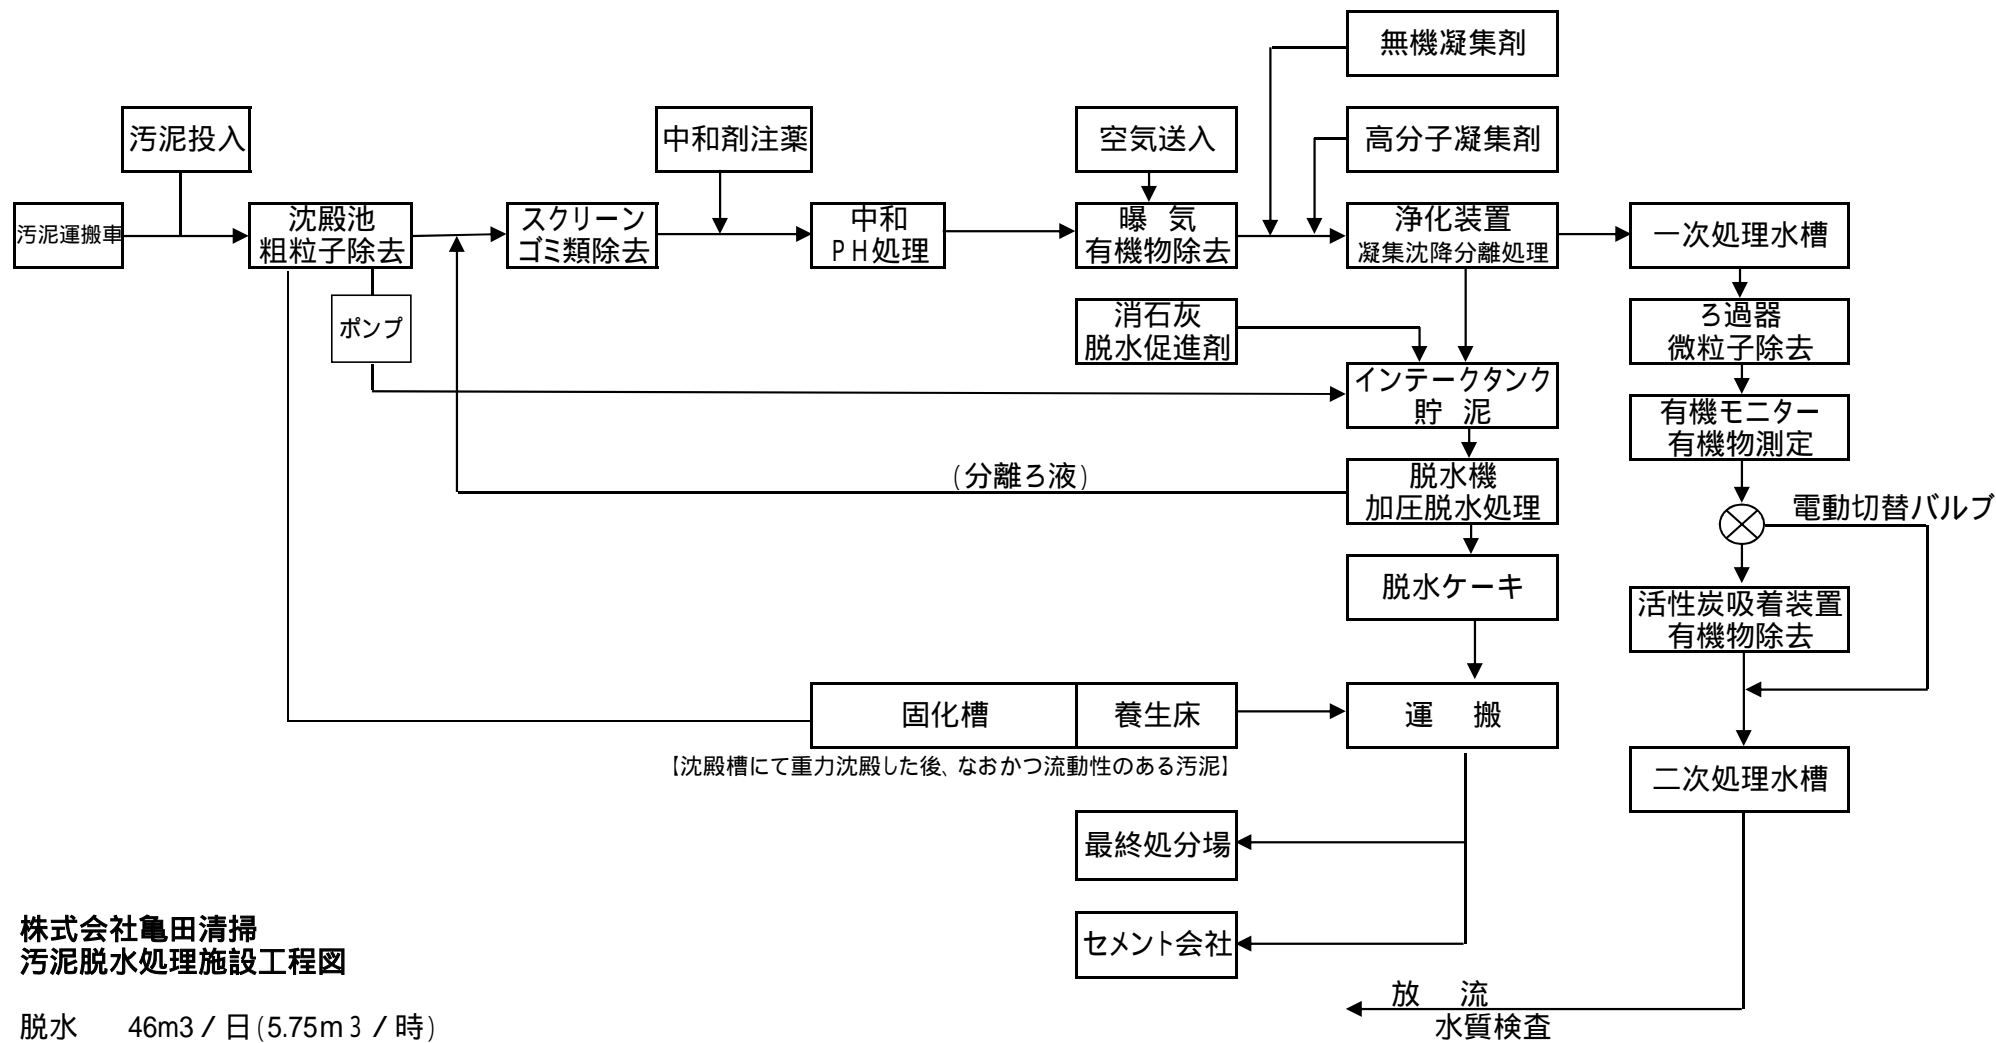 無機凝集剤
汚泥投入
中和剤注薬
空気送入
高分子凝集剤
汚泥運搬車
沈殿池
粗粒子除去
スクリーン
ゴミ類除去
中和
PH処理
曝 気
有機物除去
浄化装置
凝集沈降分離処理
一次処理水槽
ポンプ
消石灰
脱水促進剤
ろ過器
微粒子除去
インテークタンク
貯 泥
有機モニター
有機物測定
(分離ろ液)
脱水機
加圧脱水処理
電動切替バルブ
脱水ケーキ
活性炭吸着装置
有機物除去
固化槽
養生床
運 搬
【沈殿槽にて重力沈殿した後、なおかつ流動性のある汚泥】
二次処理水槽
最終処分場
セメント会社
放 流
水質検査
株式会社亀田清掃
汚泥脱水処理施設工程図
脱水 46m3/日(5.75m3/時)